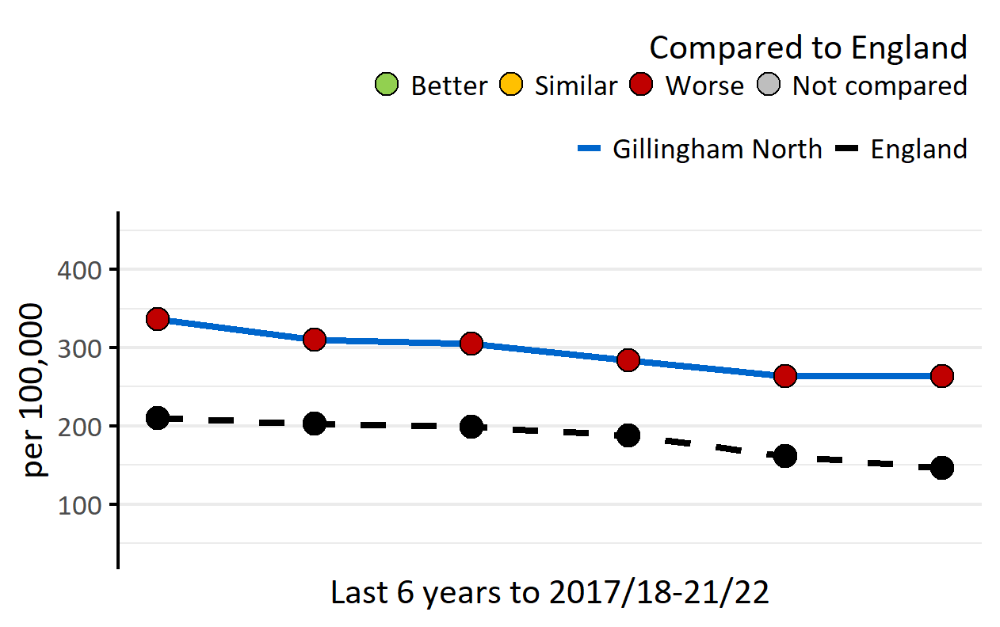 Compared to England
Better Similar Worse Not compared
Gillingham North England
400
300
200
100
per 100,000
Last 6 years to 2017/18-21/22